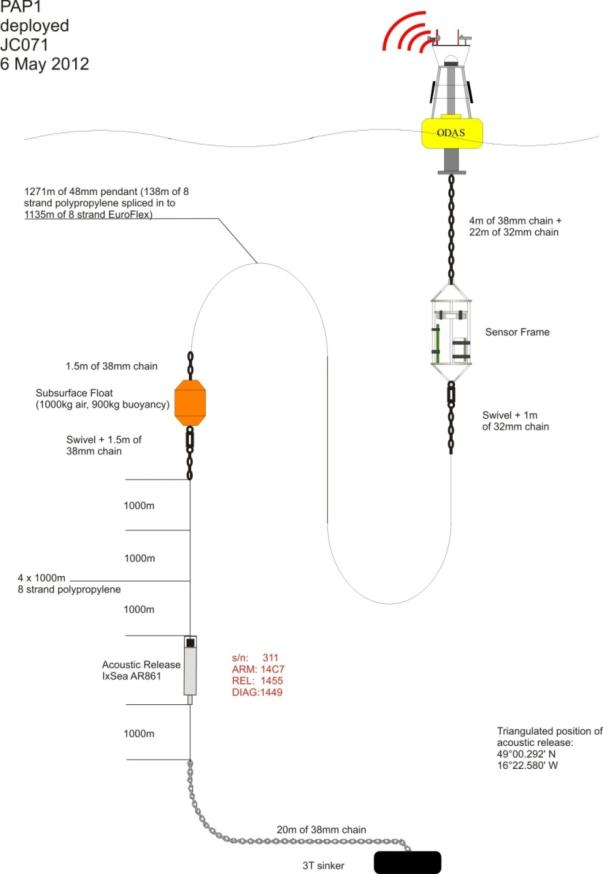 PAP1
deployed
JC071
6 May 2012
ODAS
1271m of 48mm pendant (138m of 8
strand polypropylene spliced in to
1135m of 8 strand EuroFlex)
4m of 38mm chain +
22m of 32mm chain
Sensor Frame
1.5m of 38mm chain
Subsurface Float
(1000kg air, 900kg buoyancy)
Swivel + 1m
of 32mm chain
Swivel + 1.5m of
38mm chain
1000m
1000m
4 x 1000m
8 strand polypropylene
1000m
Acoustic Release
IxSea AR861
s/n: 311
ARM: 14C7
REL: 1455
DIAG:1449
1000m
Triangulated position of
acoustic release:
49°00.292' N
16°22.580' W
20m of 38mm chain
3T sinker